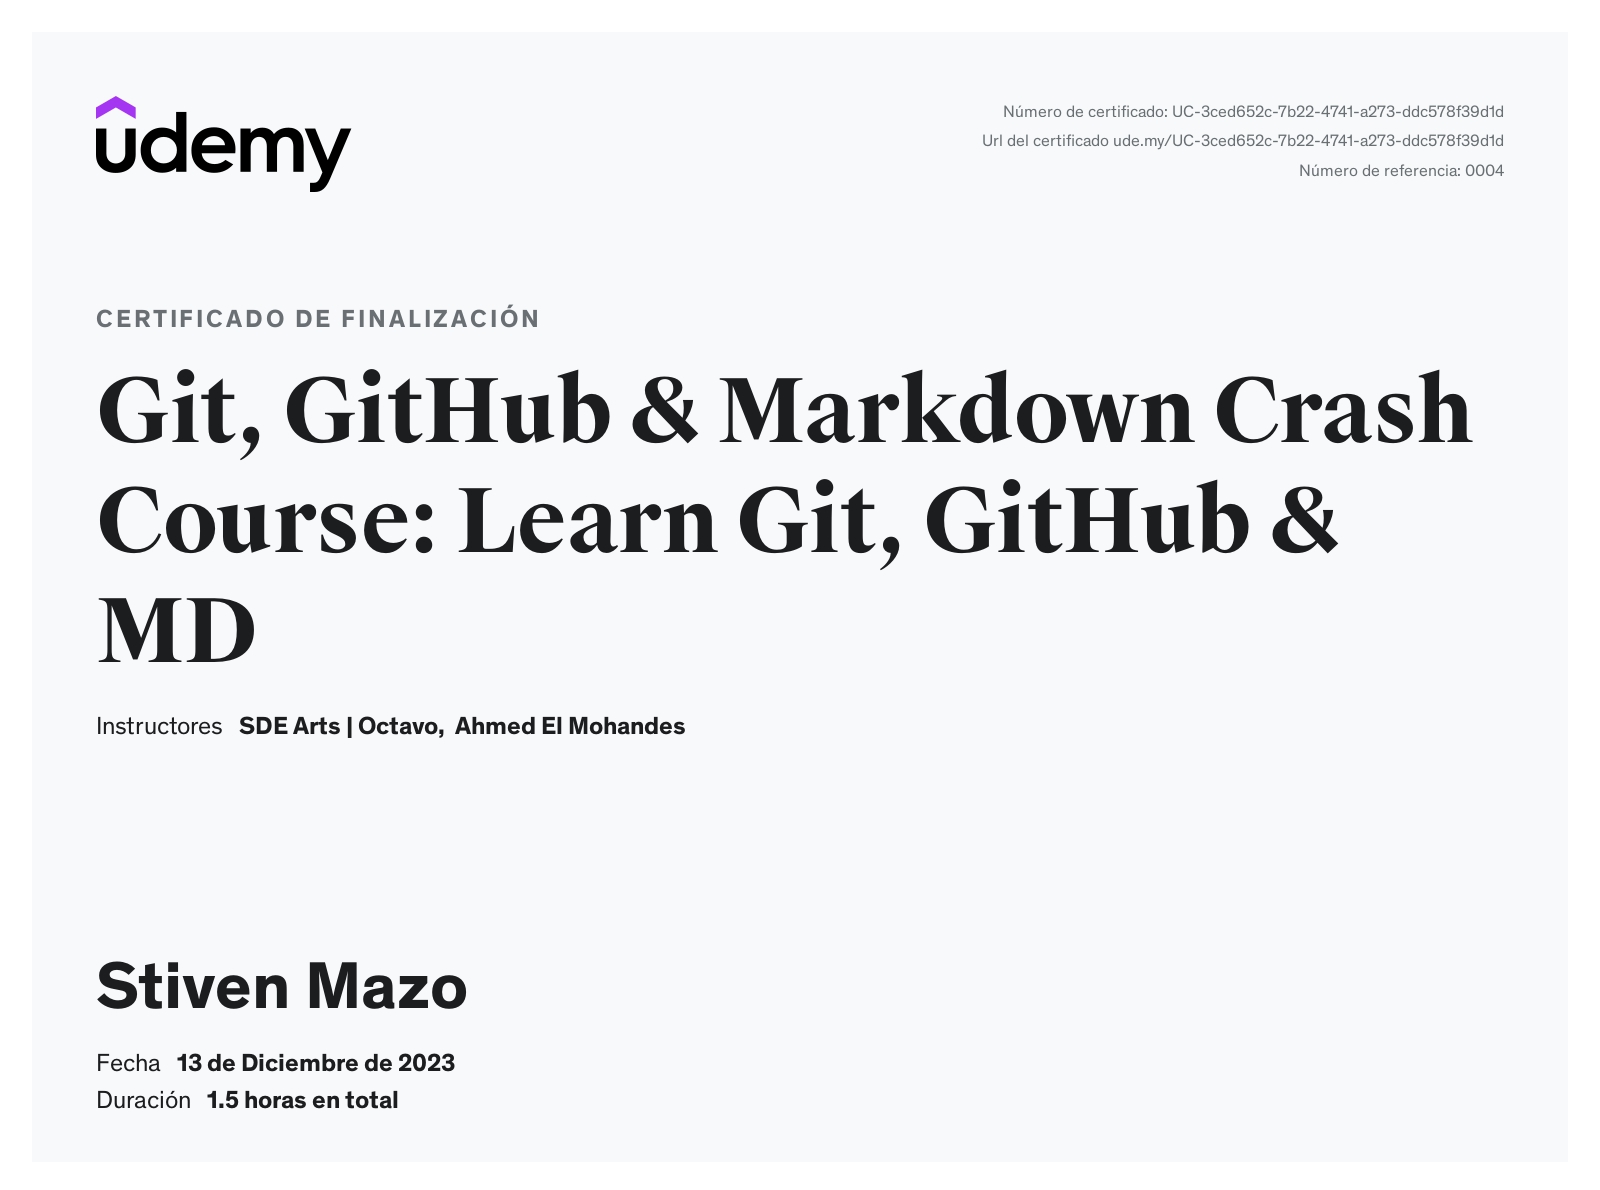 udemy
Número de certificado: UC-3ced652c-7b22-4741-a273-ddc578f39d1d
Url del certificado ude.my/UC-3ced652c-7b22-4741-a273-ddc578f39d1d
Número de referencia: 0004
CERTIFICADO DE FINALIZACIÓN
Git, GitHub & Markdown Crash
Course: Learn Git, GitHub &
MD
Instructores SDE Arts | Octavo, Ahmed El Mohandes
Stiven Mazo
Fecha 13 de Diciembre de 2023
Duración 1.5 horas en total